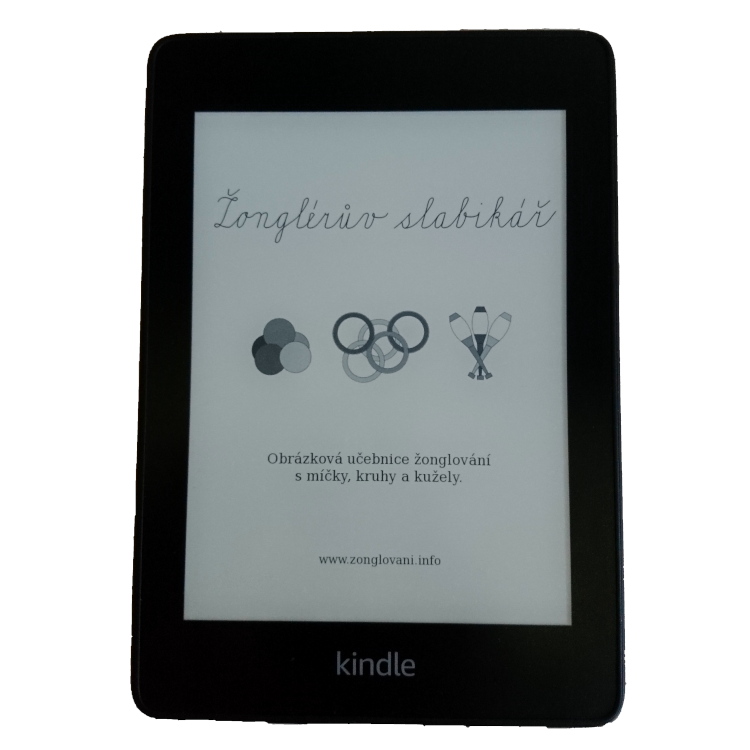 Žonglérův slabikář
Obrázková učebnice žonglování
s míčky, kruhy a kužely.
www.zonglovani.info
kindle